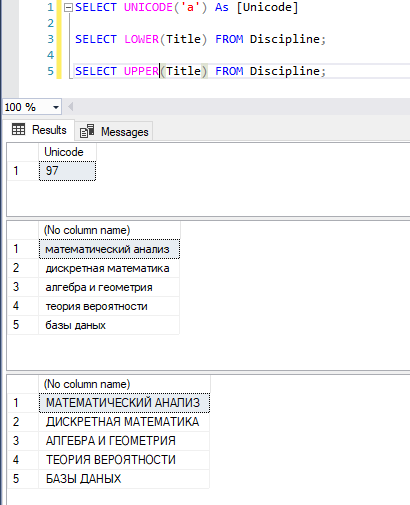 1 SELECT UNICODE('a') As [Unicode]
2
3 SELECT LOWER(Title) FROM Discipline;
4
5 SELECT UPPER(Title) FROM Discipline;
100 %
Results Messages
Unicode
1 97
(No column name)
1 математический анализ
2 дискретная математика
3 алгебра и геометрия
4 теория вероятности
5 базы даных
(No column name)
1 МАТЕМАТИЧЕСКИЙ АНАЛИЗ
2 ДИСКРЕТНАЯ МАТЕМАТИКА
3 АЛГЕБРА И ГЕОМЕТРИЯ
4 ТЕОРИЯ ВЕРОЯТНОСТИ
5 БАЗЫ ДАНЫХ